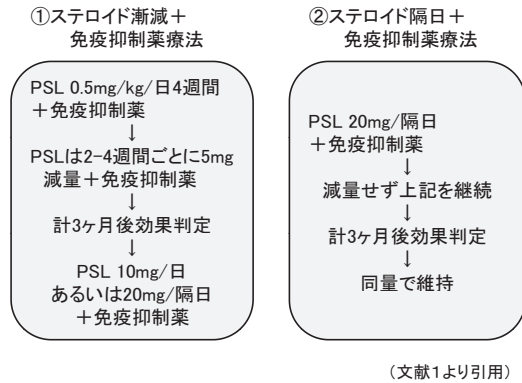 ①ステロイド漸減＋
免疫抑制薬療法
PSL 0.5mg/kg/日4週間
＋免疫抑制薬
↓
PSLは2-4週間ごとに5mg
減量＋免疫抑制薬
↓
計3ヶ月後効果判定
↓
PSL 10mg/日
あるいは20mg/隔日
＋免疫抑制薬
②ステロイド隔日＋
免疫抑制薬療法
PSL 20mg/隔日
＋免疫抑制薬
↓
減量せず上記を継続
↓
計3ヶ月後効果判定
↓
同量で維持
（文献1より引用）